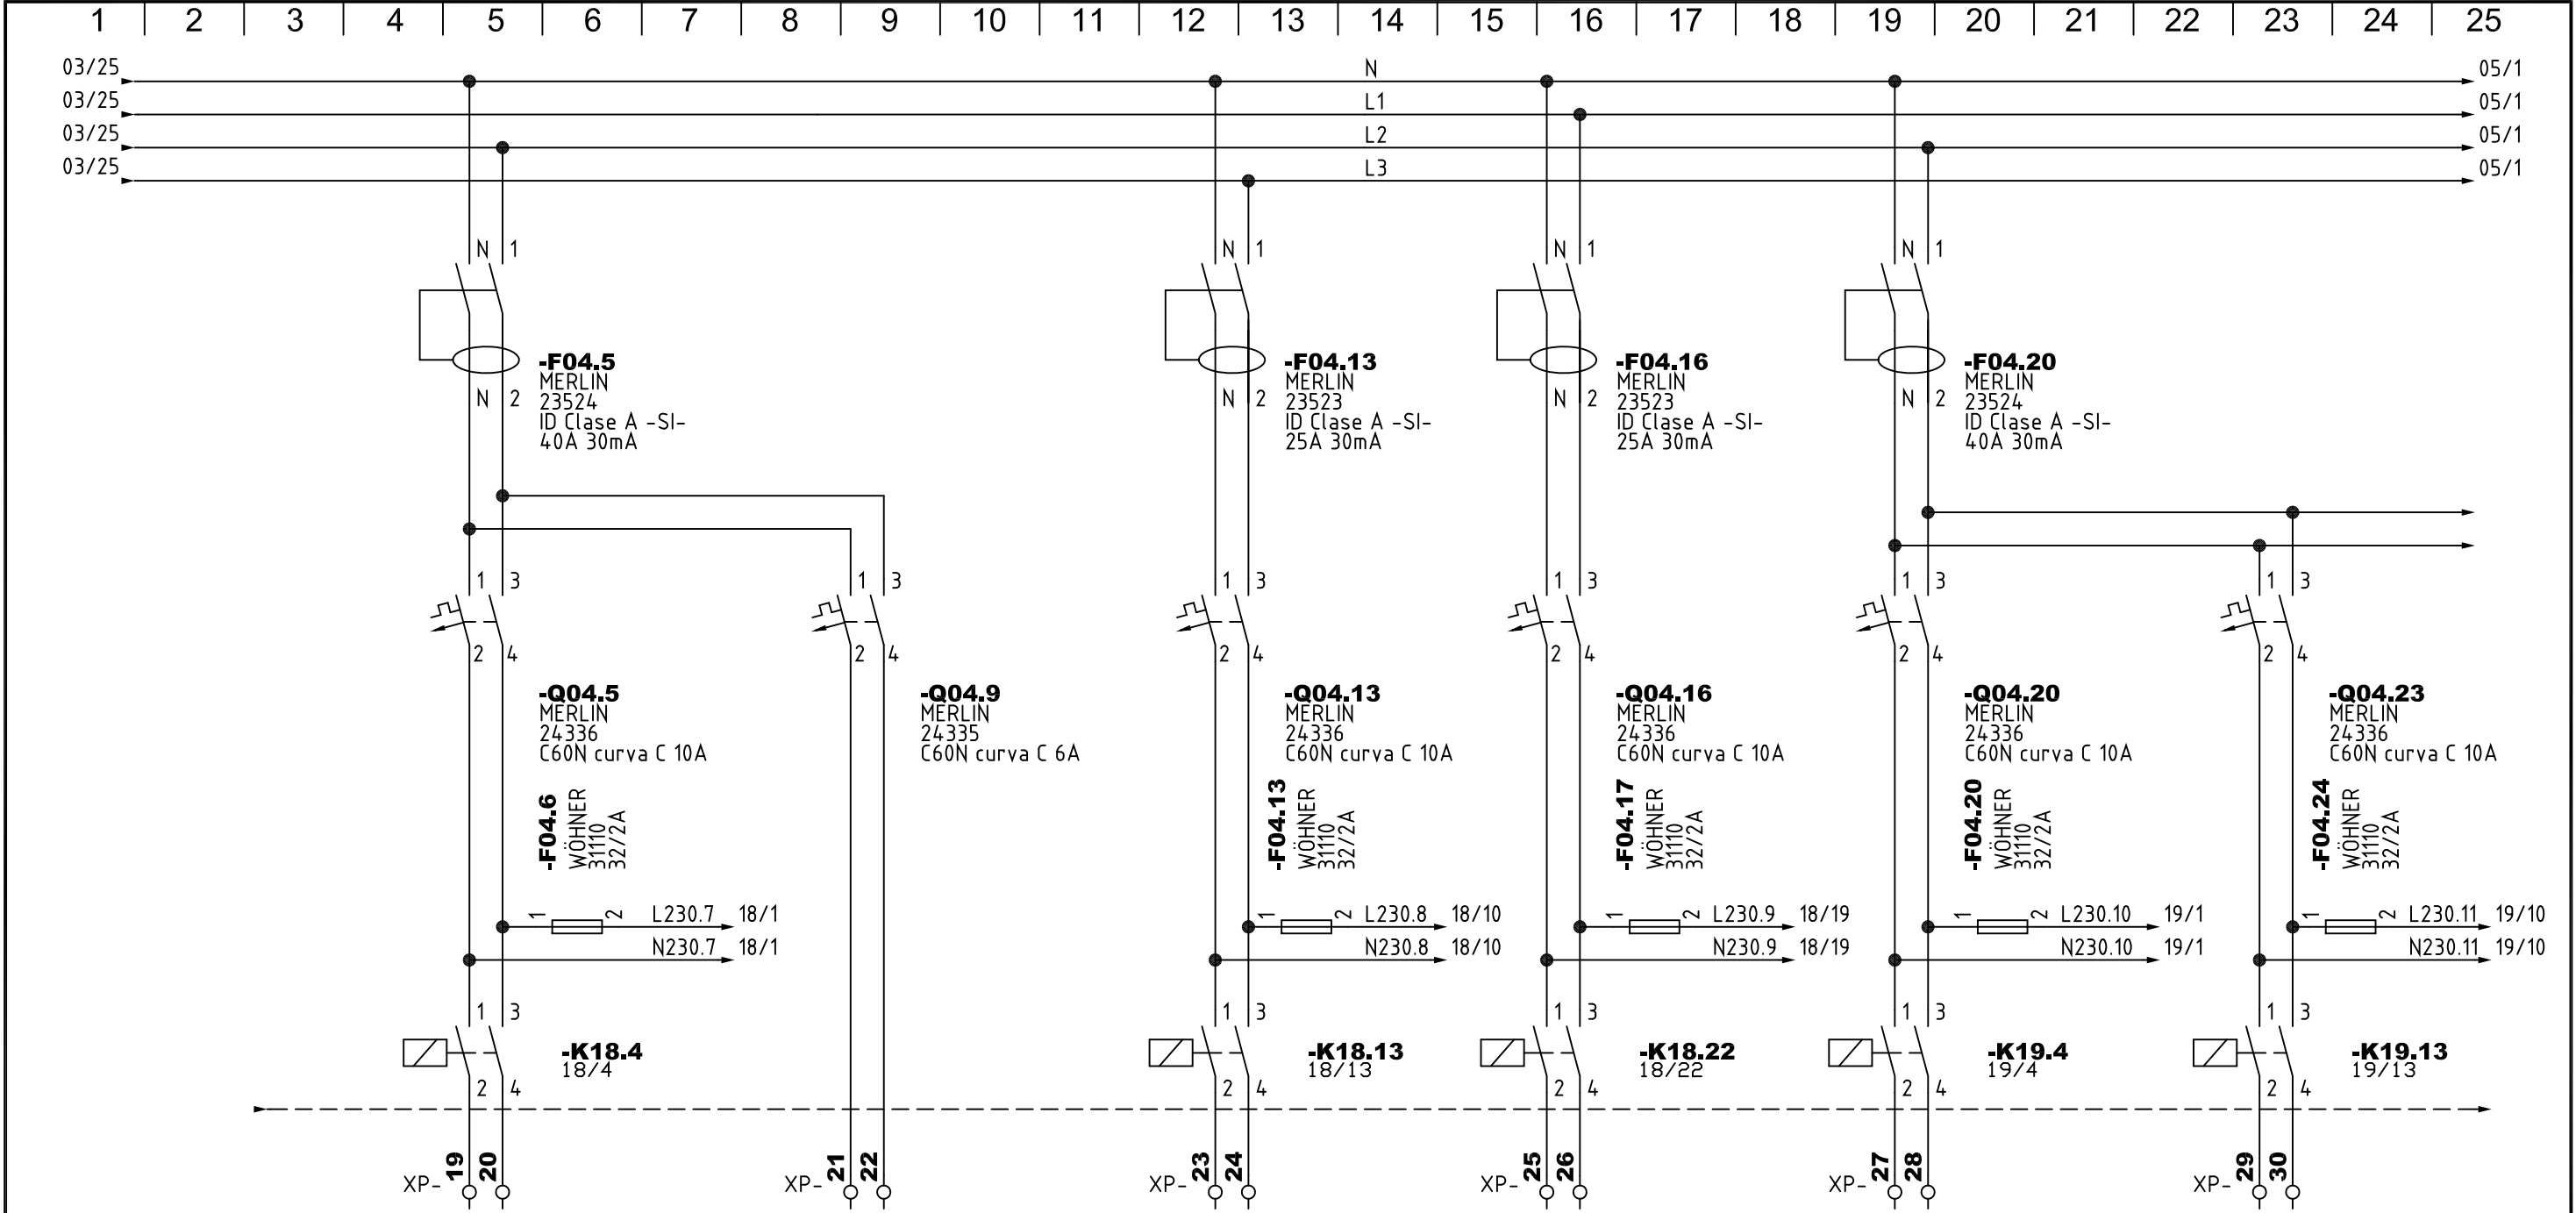 1 2 3 4 5 6 7 8 9 10 11 12 13 14 15 16 17 18 19 20 21 22 23 24 25
03/25 N 05/1
03/25 L1 05/1
03/25 L2 05/1
03/25 L3 05/1
N 1 N 1 N 1 N 1
-F04.5 -F04.13 -F04.16 -F04.20
MERLIN MERLIN MERLIN MERLIN
N 2 23524 N 2 23523 N 2 23523 N 2 23524
ID Clase A -SI- ID Clase A -SI- ID Clase A -SI- ID Clase A -SI-
40A 30mA 25A 30mA 25A 30mA 40A 30mA
1 3 1 3 1 3 1 3 1 3 1 3
2 4 2 4 2 4 2 4 2 4 2 4
-Q04.5 -Q04.9 -Q04.13 -Q04.16 -Q04.20 -Q04.23
MERLIN MERLIN MERLIN MERLIN MERLIN MERLIN
24336 24335 24336 24336 24336 24336
C60N curva C 10A C60N curva C 6A C60N curva C 10A C60N curva C 10A C60N curva C 10A C60N curva C 10A
-F04.6
WÖHNER
31110
32/2A
-F04.13
WÖHNER
31110
32/2A
-F04.17
WÖHNER
31110
32/2A
-F04.20
WÖHNER
31110
32/2A
-F04.24
WÖHNER
31110
32/2A
1 2 L230.7 18/1 1 2 L230.8 18/10 1 2 L230.9 18/19 1 2 L230.10 19/1 1 2 L230.11 19/10
N230.7 18/1 N230.8 18/10 N230.9 18/19 N230.10 19/1 N230.11 19/10
1 3 1 3 1 3 1 3 1 3
-K18.4 -K18.13 -K18.22 -K19.4 -K19.13
18/4 18/13 18/22 19/4 19/13
2 4 2 4 2 4 2 4 2 4
XP- 19 20 XP- 21 22 XP- 23 24 XP- 25 26 XP- 27 28 XP- 29 30